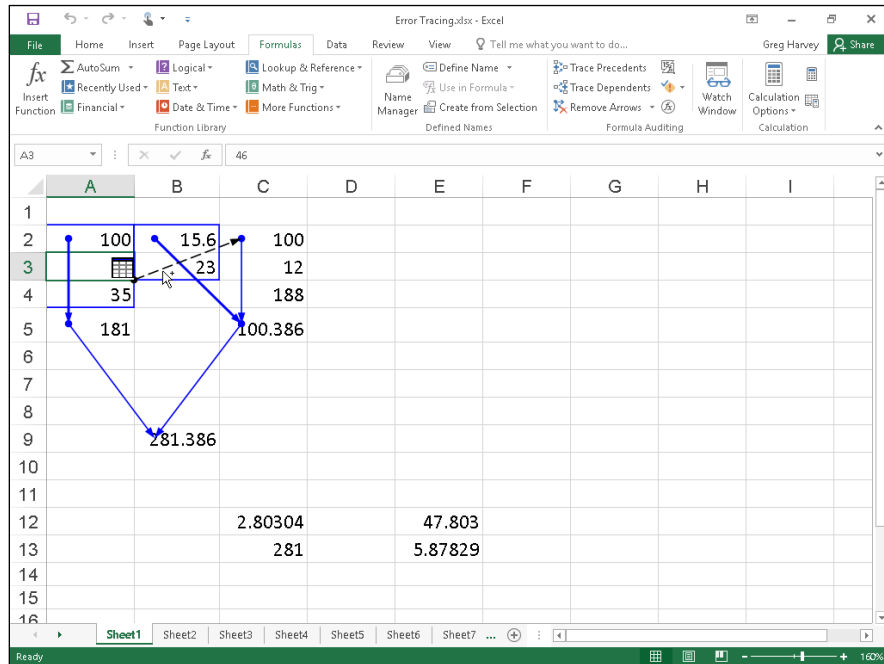 Error Tracing.xlsx - Excel
File Home Insert Page Layout Formulas Data Review View Tell me what you want to do... Greg Harvey Share
fx Insert Function
AutoSum
Recently Used
Financial
Logical
Text
Date & Time
Lookup & Reference
Math & Trig
More Functions
Function Library
Name Manager
Define Name
Use in Formula
Create from Selection
Defined Names
Trace Precedents
Trace Dependents
Remove Arrows
Watch Window
Formula Auditing
Calculation Options
Calculation
A3 fx 46
A B C D E F G H I
1
2 100 15.6 100
3 23 12
4 35 188
5 181 100.386
6
7
8
9 281.386
10
11
12 2.80304 47.803
13 281 5.87829
14
15
16
Sheet1 Sheet2 Sheet3 Sheet4 Sheet5 Sheet6 Sheet7 ...
Ready 160%